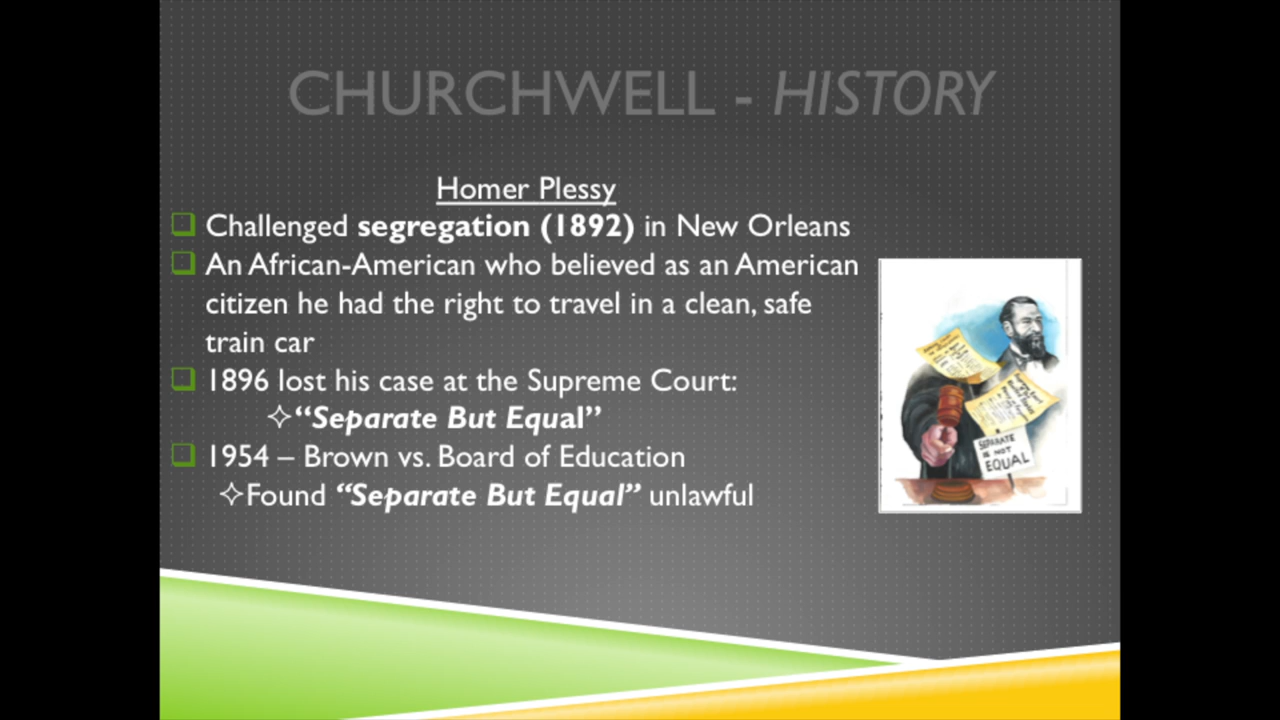 CHURCHWELL - HISTORY
Homer Plessy
Challenged segregation (1892) in New Orleans
An African-American who believed as an American
citizen he had the right to travel in a clean, safe
train car
1896 lost his case at the Supreme Court:
“Separate But Equal”
1954 – Brown vs. Board of Education
Found “Separate But Equal” unlawful
SEPARATE
IS NOT
EQUAL